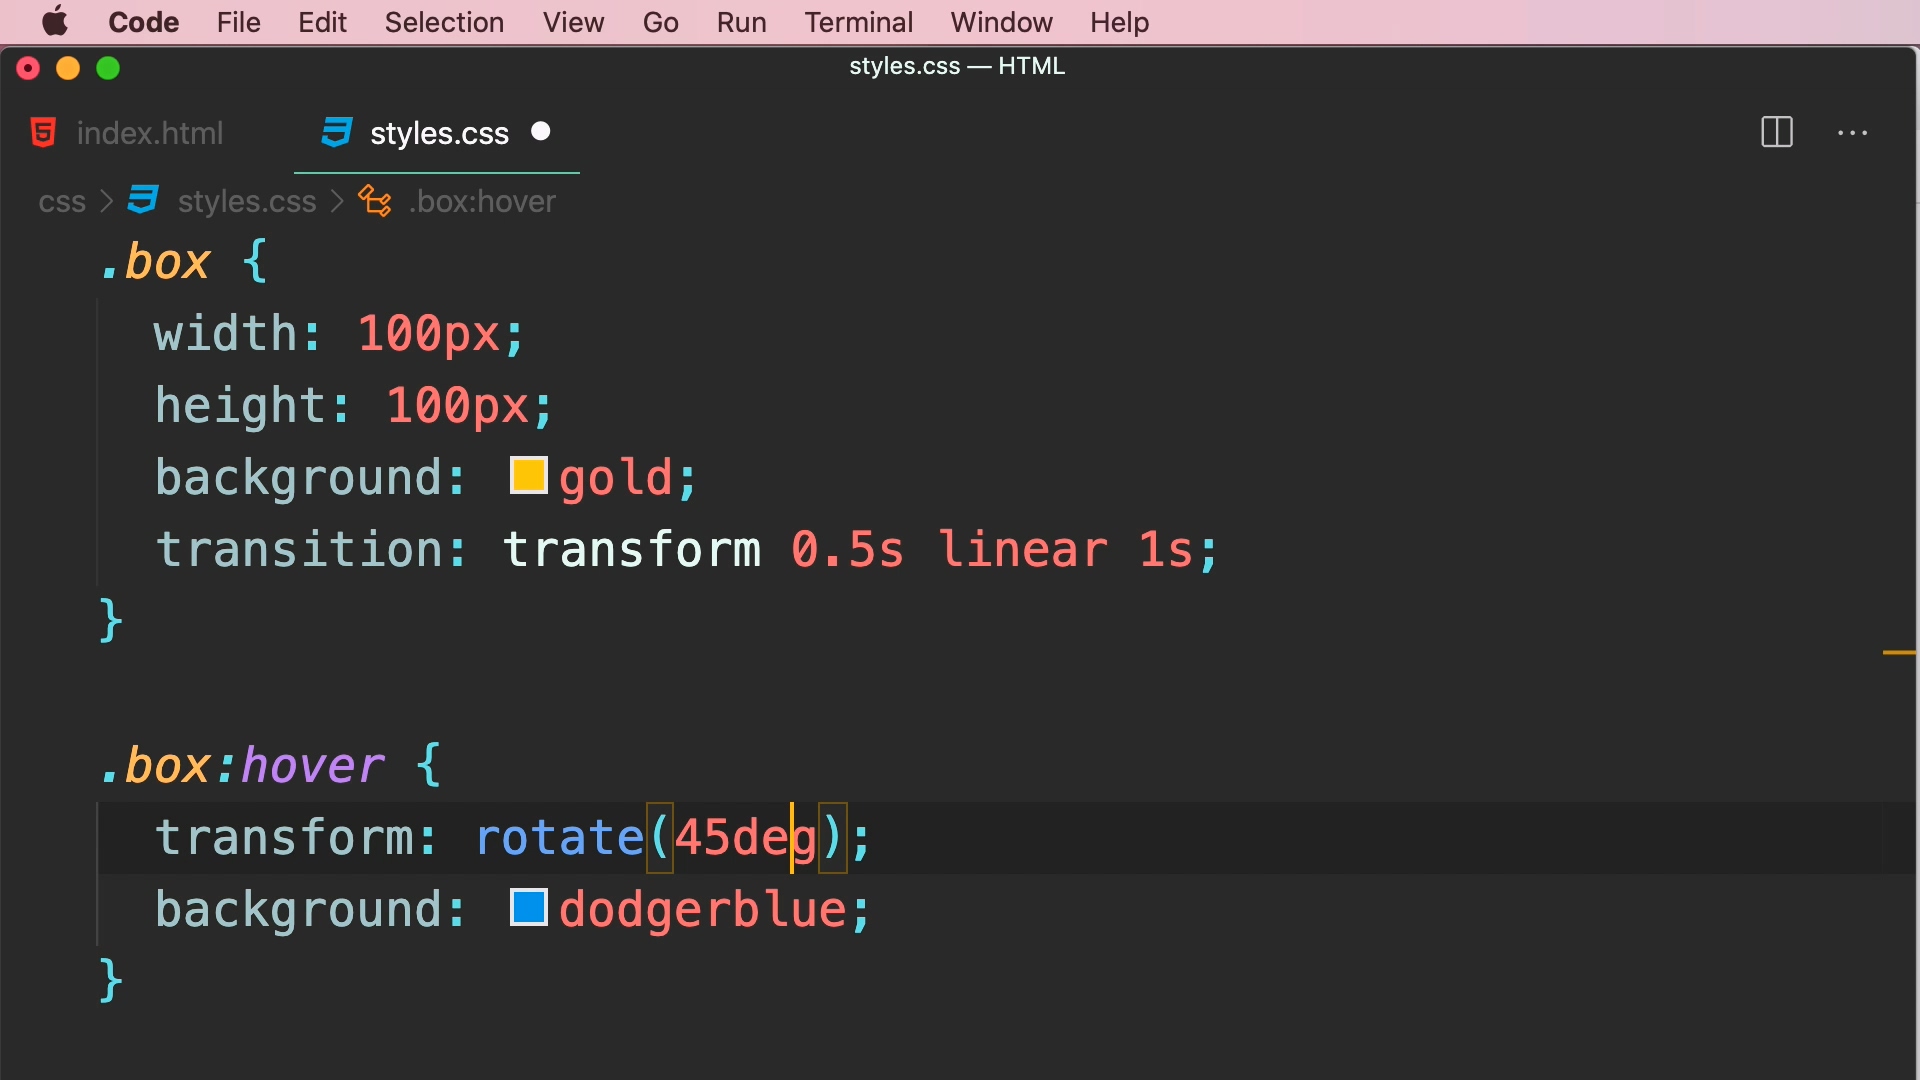 Code File Edit Selection View Go Run Terminal Window Help
styles.css — HTML
index.html styles.css
css > styles.css > .box:hover
.box {
width: 100px;
height: 100px;
background: gold;
transition: transform 0.5s linear 1s;
}
.box:hover {
transform: rotate(45deg);
background: dodgerblue;
}